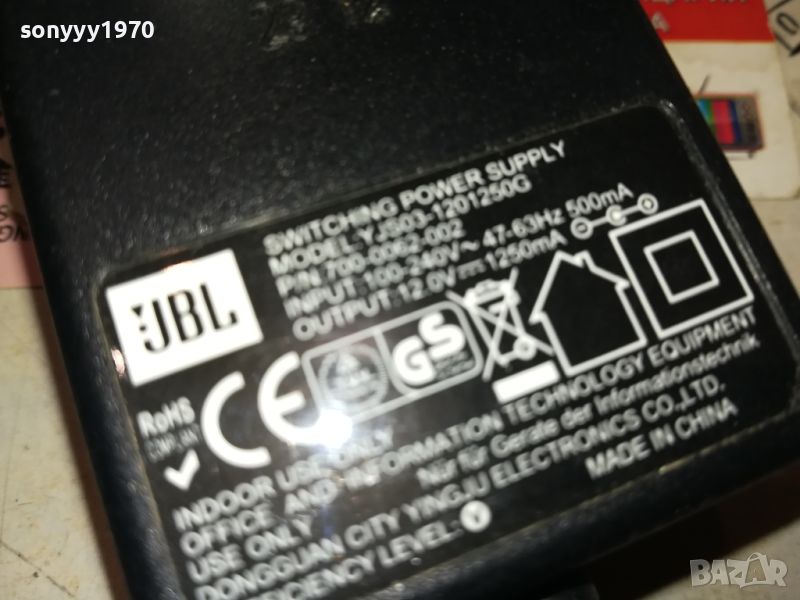 sonyyy1970
SWITCHING POWER SUPPLY
MODEL:YJS03-1201250G
P/N:700-0062-002
INPUT:100-240V~ 47-63Hz 500mA
OUTPUT:12.0V⎓ 1250mA
JBL
RoHS
CE
GS
INDOOR USE ONLY
OFFICE, AND INFORMATION TECHNOLOGY EQUIPMENT
USE ONLY Nur für Geräte der Informationstechnik
DONGGUAN CITY YINGJU ELECTRONICS CO.,LTD.
EFFICIENCY LEVEL: V MADE IN CHINA
BAZAR